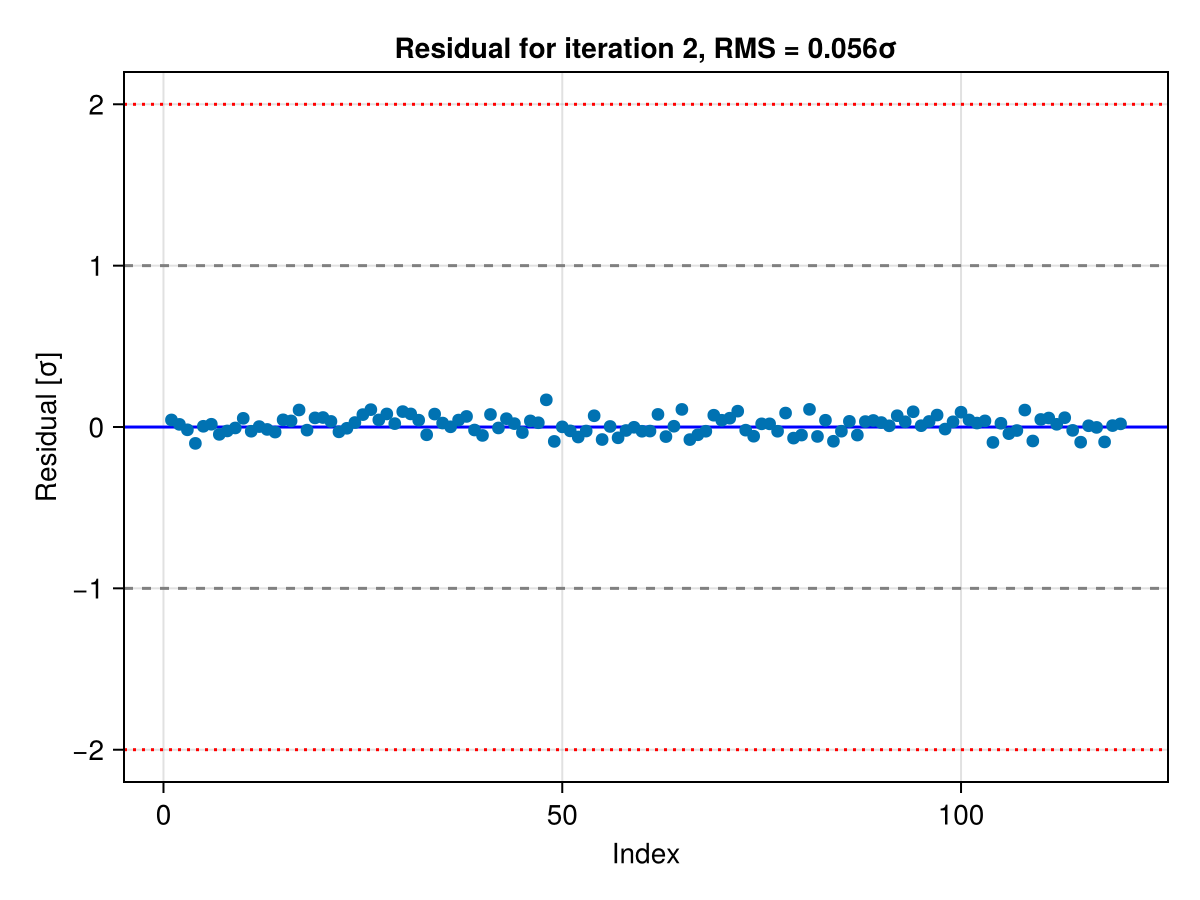 Residual for iteration 2, RMS = 0.056σ
2
1
0
−1
−2
Residual [σ]
0 50 100
Index